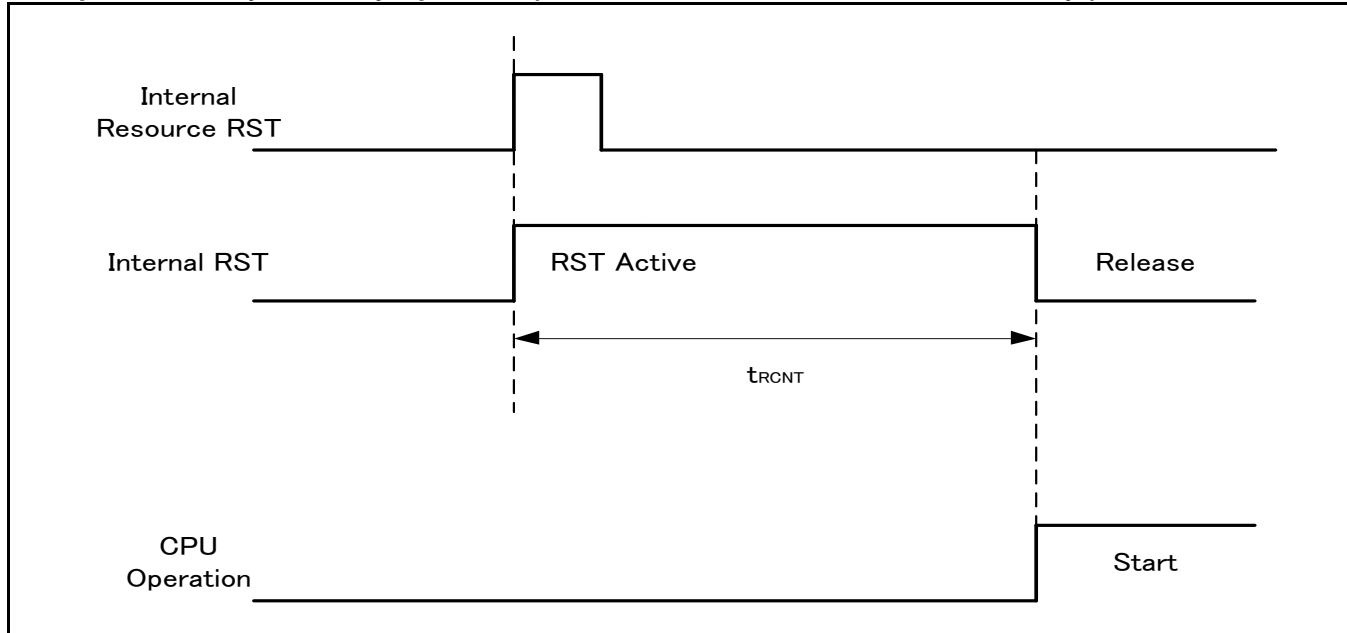 Internal
Resource RST
Internal RST
RST Active
Release
tRCNT
CPU
Operation
Start